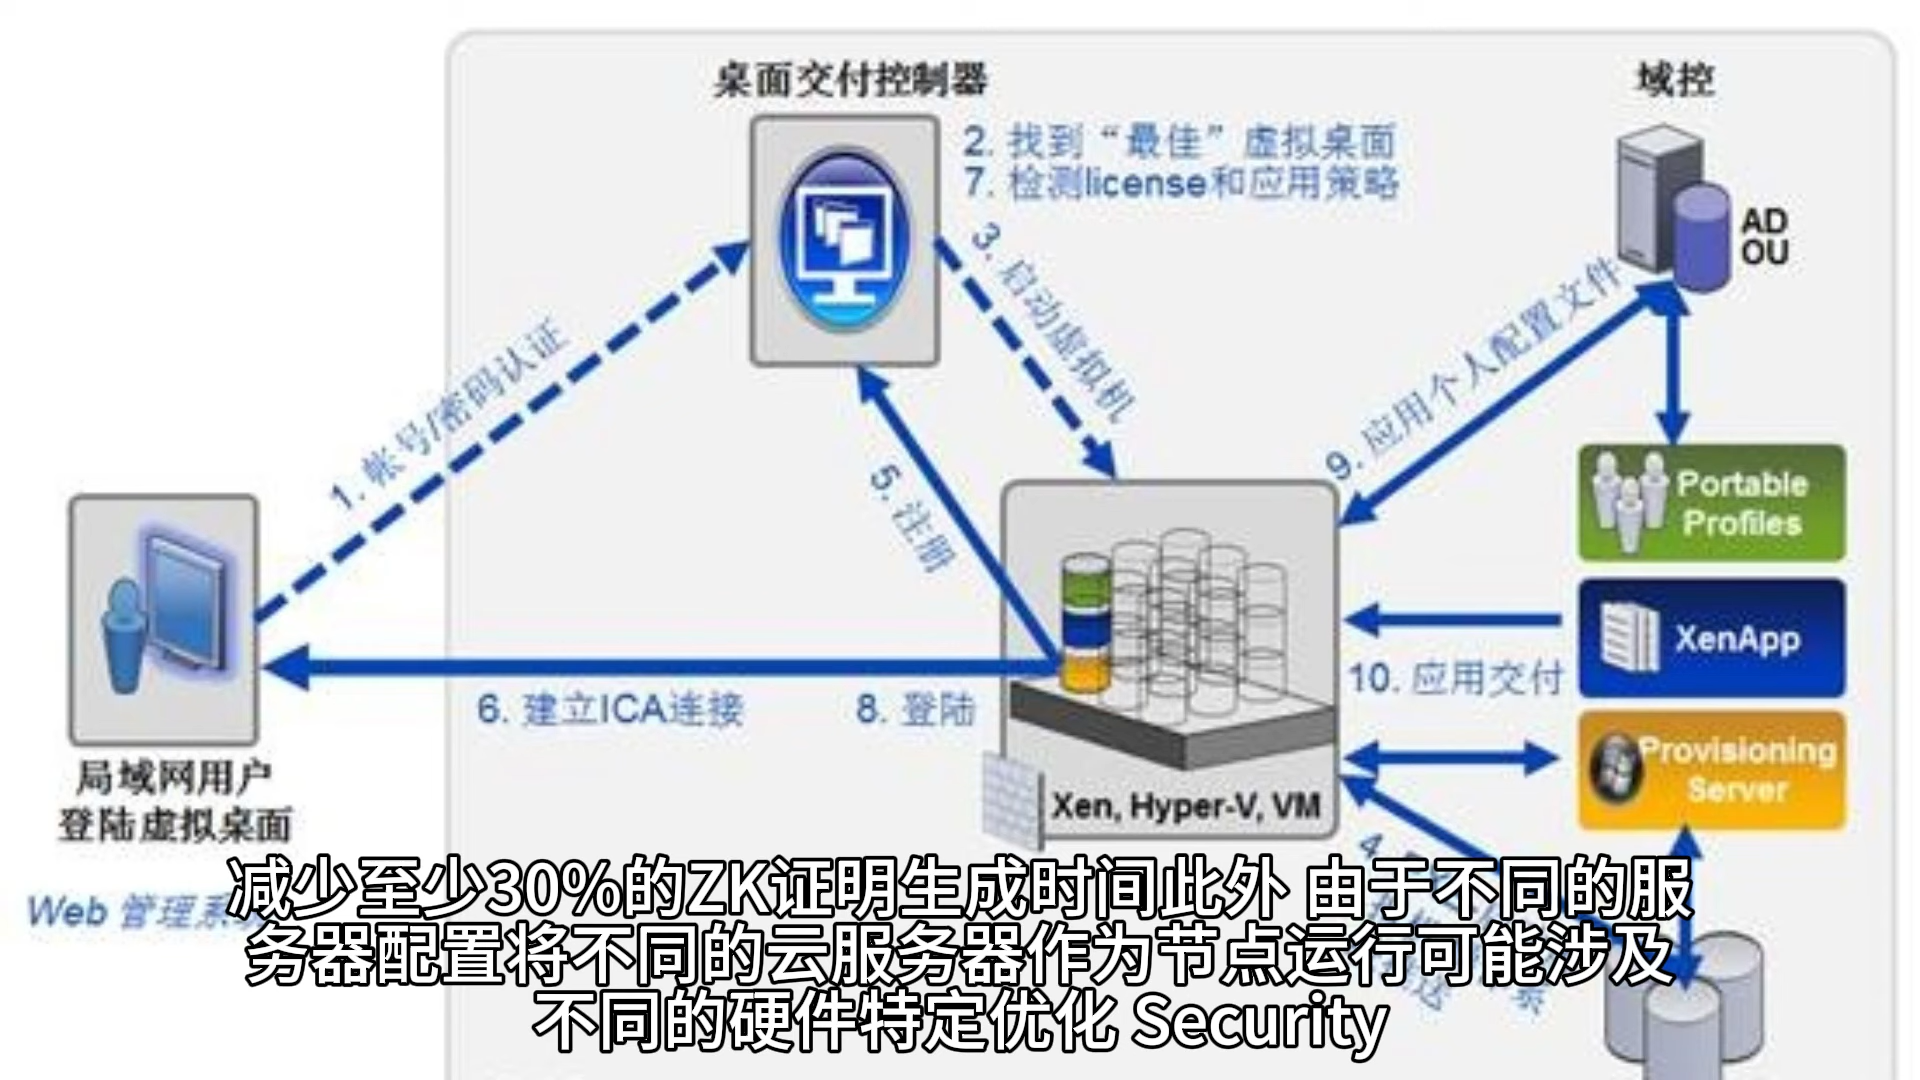 桌面交付控制器
域控
2. 找到“最佳”虚拟桌面
7. 检测license和应用策略
AD
OU
3. 启动虚拟机
1. 帐号/密码认证
9. 应用个人配置文件
5. 注册
Portable
Profiles
XenApp
10. 应用交付
6. 建立ICA连接
8. 登陆
Provisioning
Server
Xen, Hyper-V, VM
局域网用户
登陆虚拟桌面
4.
Web 管理系
减少至少30%的ZK证明生成时间此外 由于不同的服
务器配置将不同的云服务器作为节点运行可能涉及
不同的硬件特定优化 Security